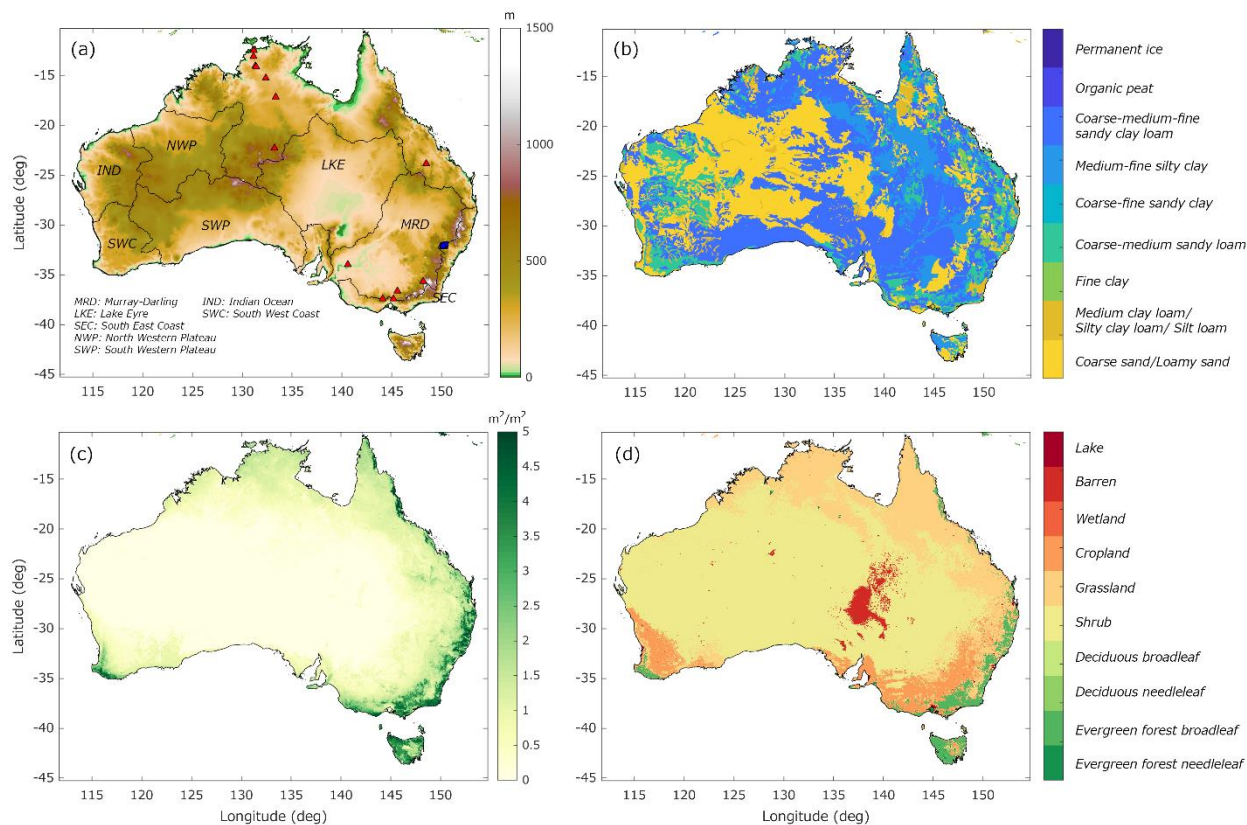 m
(a)
1500
1000
500
0
-15
-20
-25
-30
-35
-40
-45
Latitude (deg)
NWP
IND
LKE
SWP
SWC
MRD
SEC
MRD: Murray-Darling
IND: Indian Ocean
LKE: Lake Eyre
SWC: South West Coast
SEC: South East Coast
NWP: North Western Plateau
SWP: South Western Plateau
115 120 125 130 135 140 145 150
(b)
-15
-20
-25
-30
-35
-40
-45
115 120 125 130 135 140 145 150
Permanent ice
Organic peat
Coarse-medium-fine
sandy clay loam
Medium-fine silty clay
Coarse-fine sandy clay
Coarse-medium sandy loam
Fine clay
Medium clay loam/
Silty clay loam/ Silt loam
Coarse sand/Loamy sand
m²/m²
(c)
5
4.5
4
3.5
3
2.5
2
1.5
1
0.5
0
-15
-20
-25
-30
-35
-40
-45
Latitude (deg)
115 120 125 130 135 140 145 150
Longitude (deg)
(d)
-15
-20
-25
-30
-35
-40
-45
115 120 125 130 135 140 145 150
Longitude (deg)
Lake
Barren
Wetland
Cropland
Grassland
Shrub
Deciduous broadleaf
Deciduous needleleaf
Evergreen forest broadleaf
Evergreen forest needleleaf